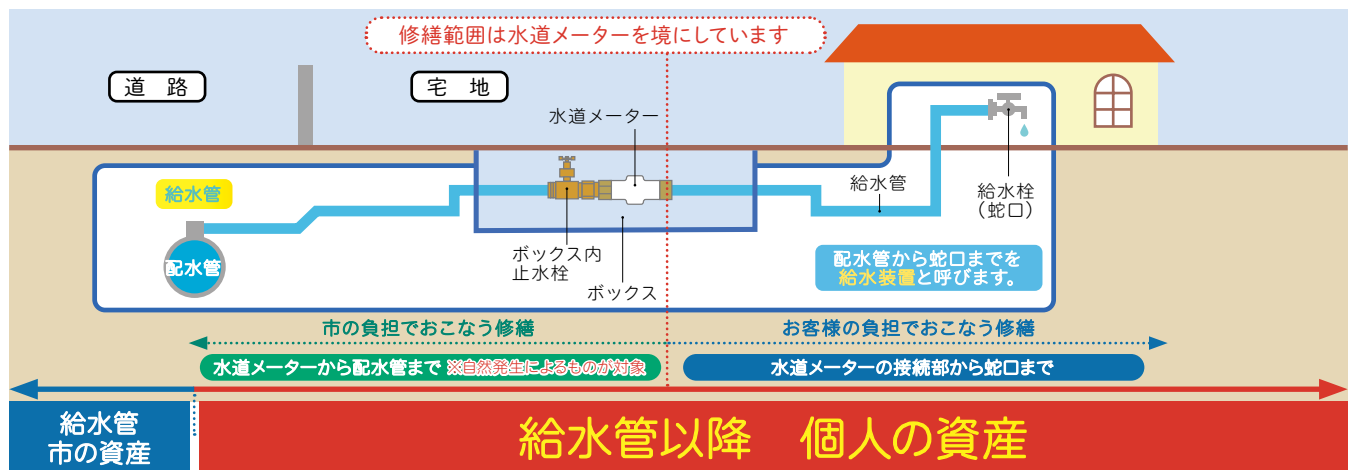 修繕範囲は水道メーターを境にしています
道 路
宅 地
水道メーター
給水管
配水管
ボックス内
止水栓
ボックス
給水管
給水栓
（蛇口）
配水管から蛇口までを
給水装置と呼びます。
市の負担でおこなう修繕
お客様の負担でおこなう修繕
水道メーターから配水管まで ※自然発生によるものが対象
水道メーターの接続部から蛇口まで
給水管
市の資産
給水管以降 個人の資産